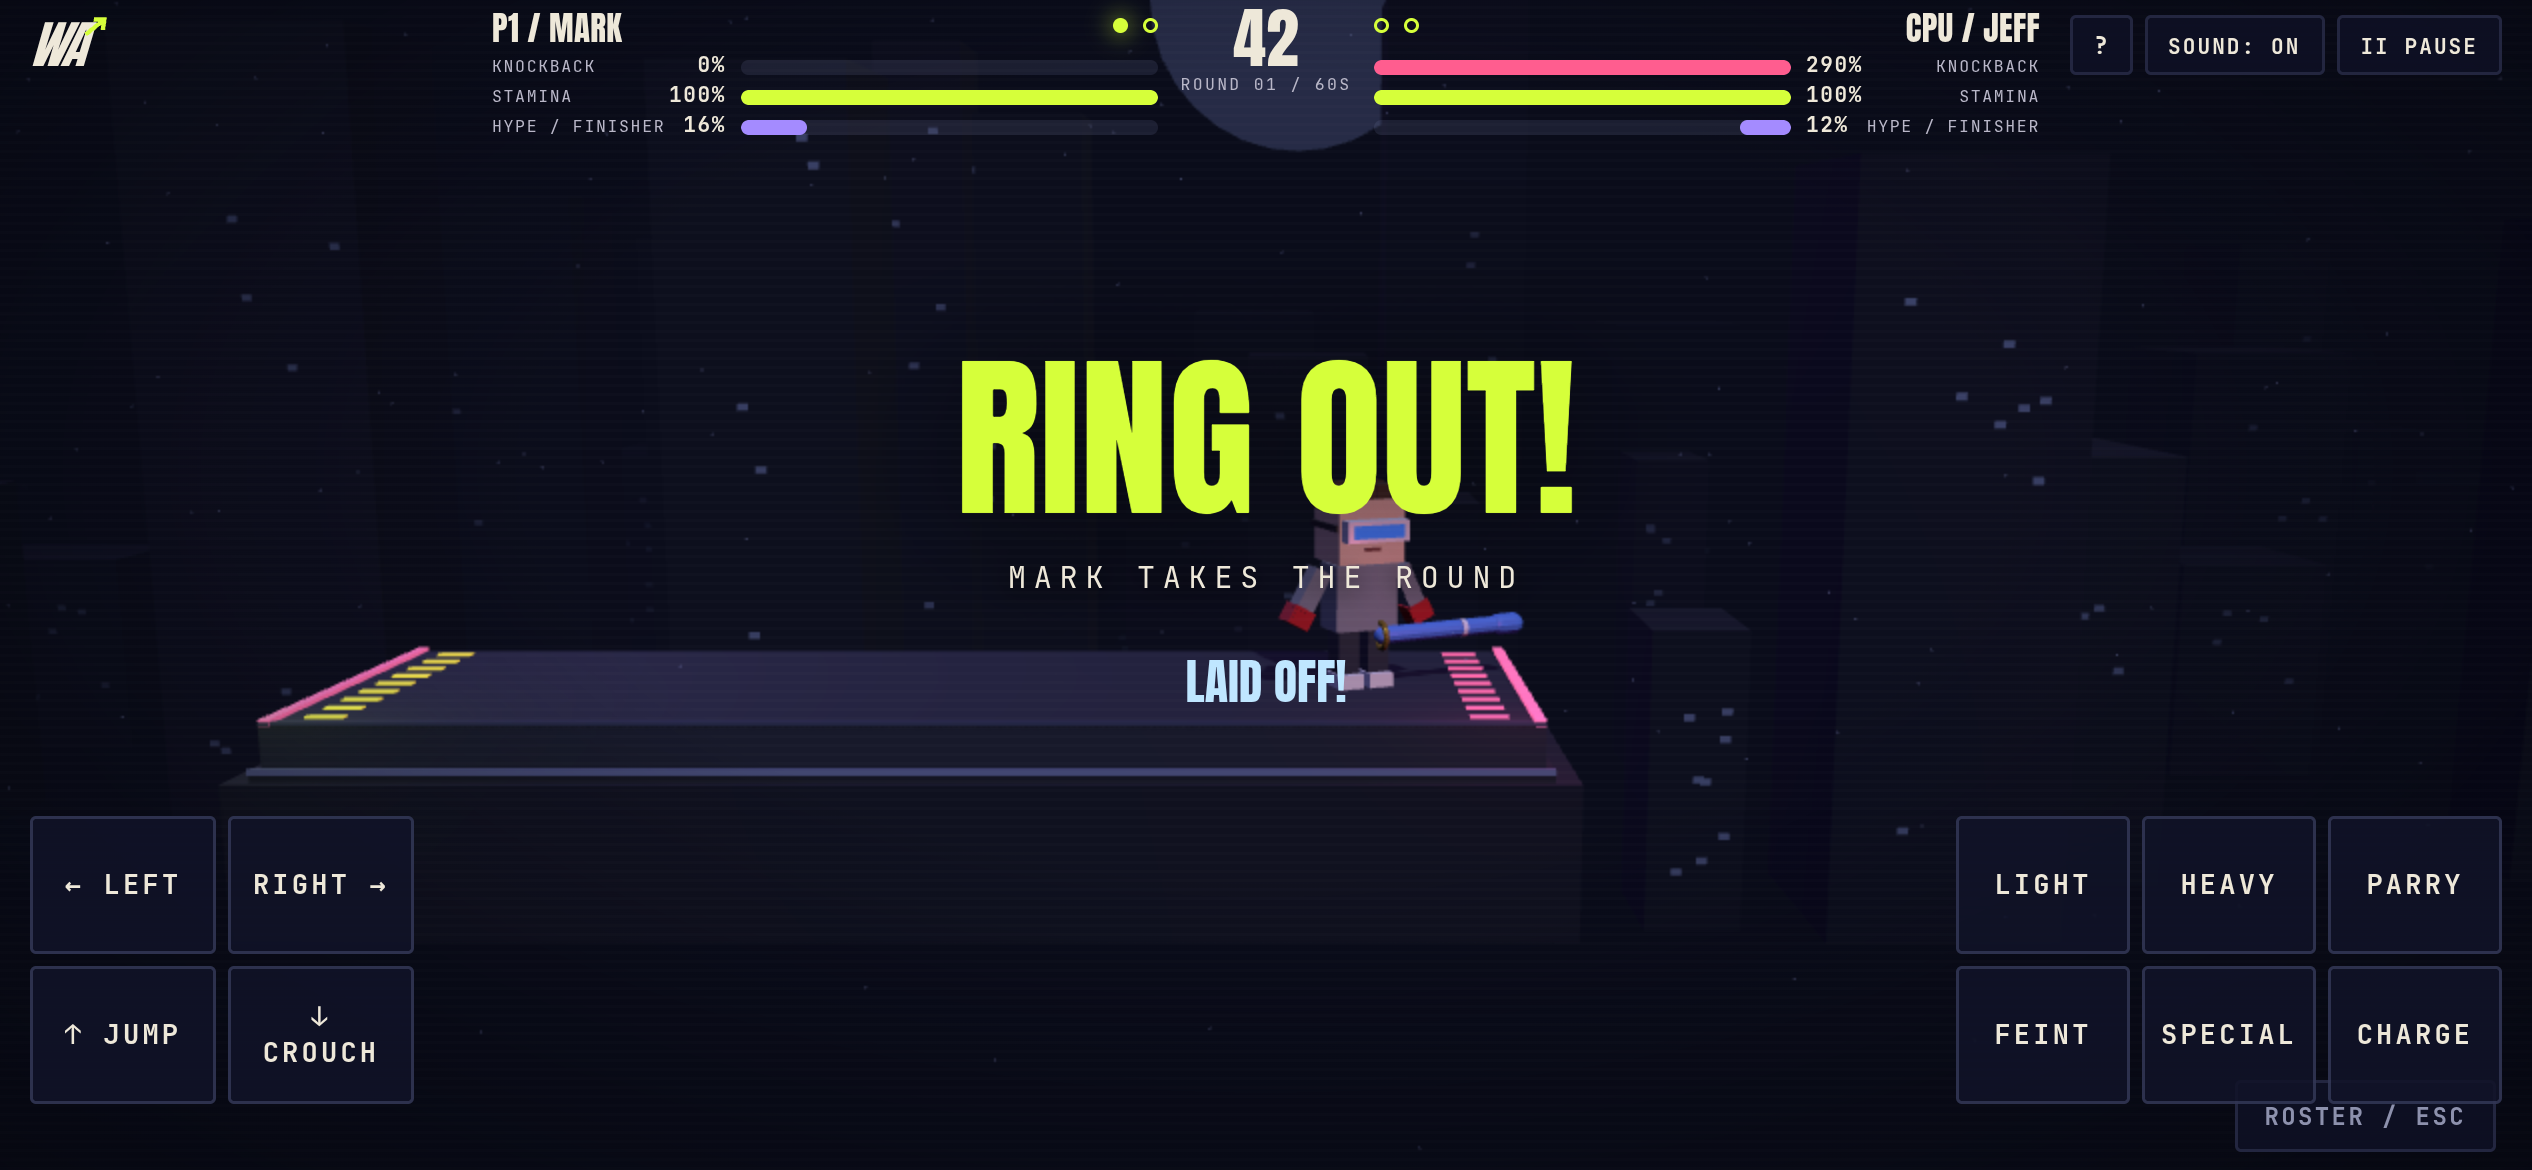 WA
P1 / MARK
KNOCKBACK 0%
STAMINA 100%
HYPE / FINISHER 16%
42
ROUND 01 / 60S
CPU / JEFF
290% KNOCKBACK
100% STAMINA
12% HYPE / FINISHER
?
SOUND: ON
II PAUSE
RING OUT!
MARK TAKES THE ROUND
LAID OFF!
← LEFT
RIGHT →
↑ JUMP
↓
CROUCH
LIGHT
HEAVY
PARRY
FEINT
SPECIAL
CHARGE
ROSTER / ESC